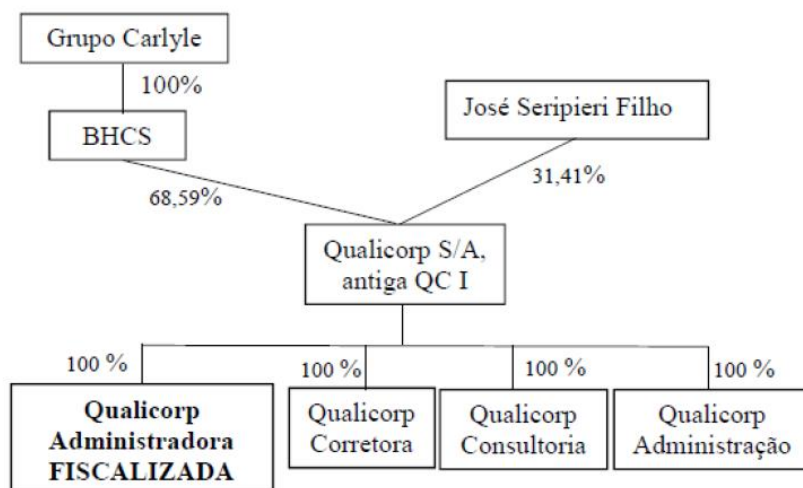 Grupo Carlyle
100%
José Seripieri Filho
BHCS
31,41%
68,59%
Qualicorp S/A,
antiga QC I
100 %
100 %
100 %
100 %
Qualicorp
Administradora
FISCALIZADA
Qualicorp
Corretora
Qualicorp
Consultoria
Qualicorp
Administração